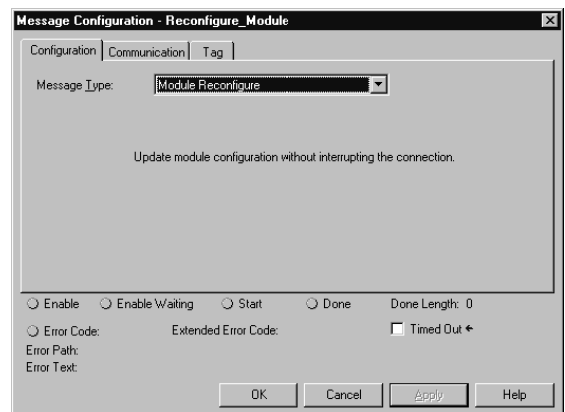 Message Configuration - Reconfigure_Module
Configuration Communication Tag
Message Type: Module Reconfigure
Update module configuration without interrupting the connection.
Enable Enable Waiting Start Done Done Length: 0
Error Code: Extended Error Code: Timed Out
Error Path:
Error Text:
OK Cancel Apply Help